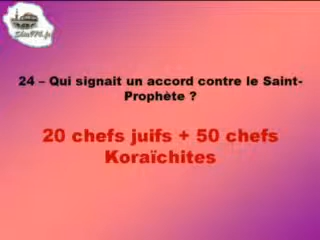 24 – Qui signait un accord contre le Saint-
Prophète ?
20 chefs juifs + 50 chefs
Koraïchites